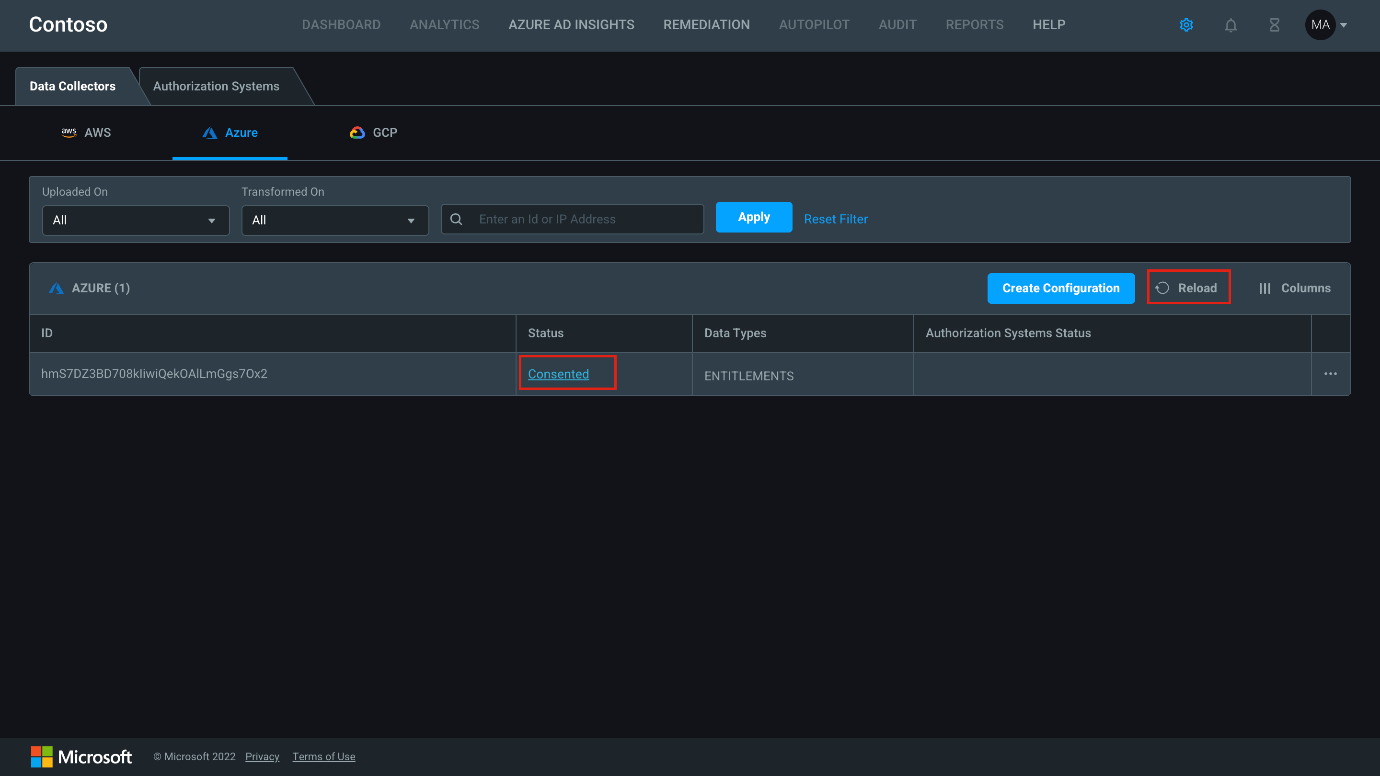 Contoso
DASHBOARD ANALYTICS AZURE AD INSIGHTS REMEDIATION AUTOPILOT AUDIT REPORTS HELP
MA
Data Collectors Authorization Systems
aws AWS Azure GCP
Uploaded On Transformed On
All All Enter an Id or IP Address Apply Reset Filter
AZURE (1) Create Configuration Reload Columns
ID Status Data Types Authorization Systems Status
hmS7DZ3BD708kIiwiQekOAlLmGgs7Ox2 Consented ENTITLEMENTS
Microsoft © Microsoft 2022 Privacy Terms of Use